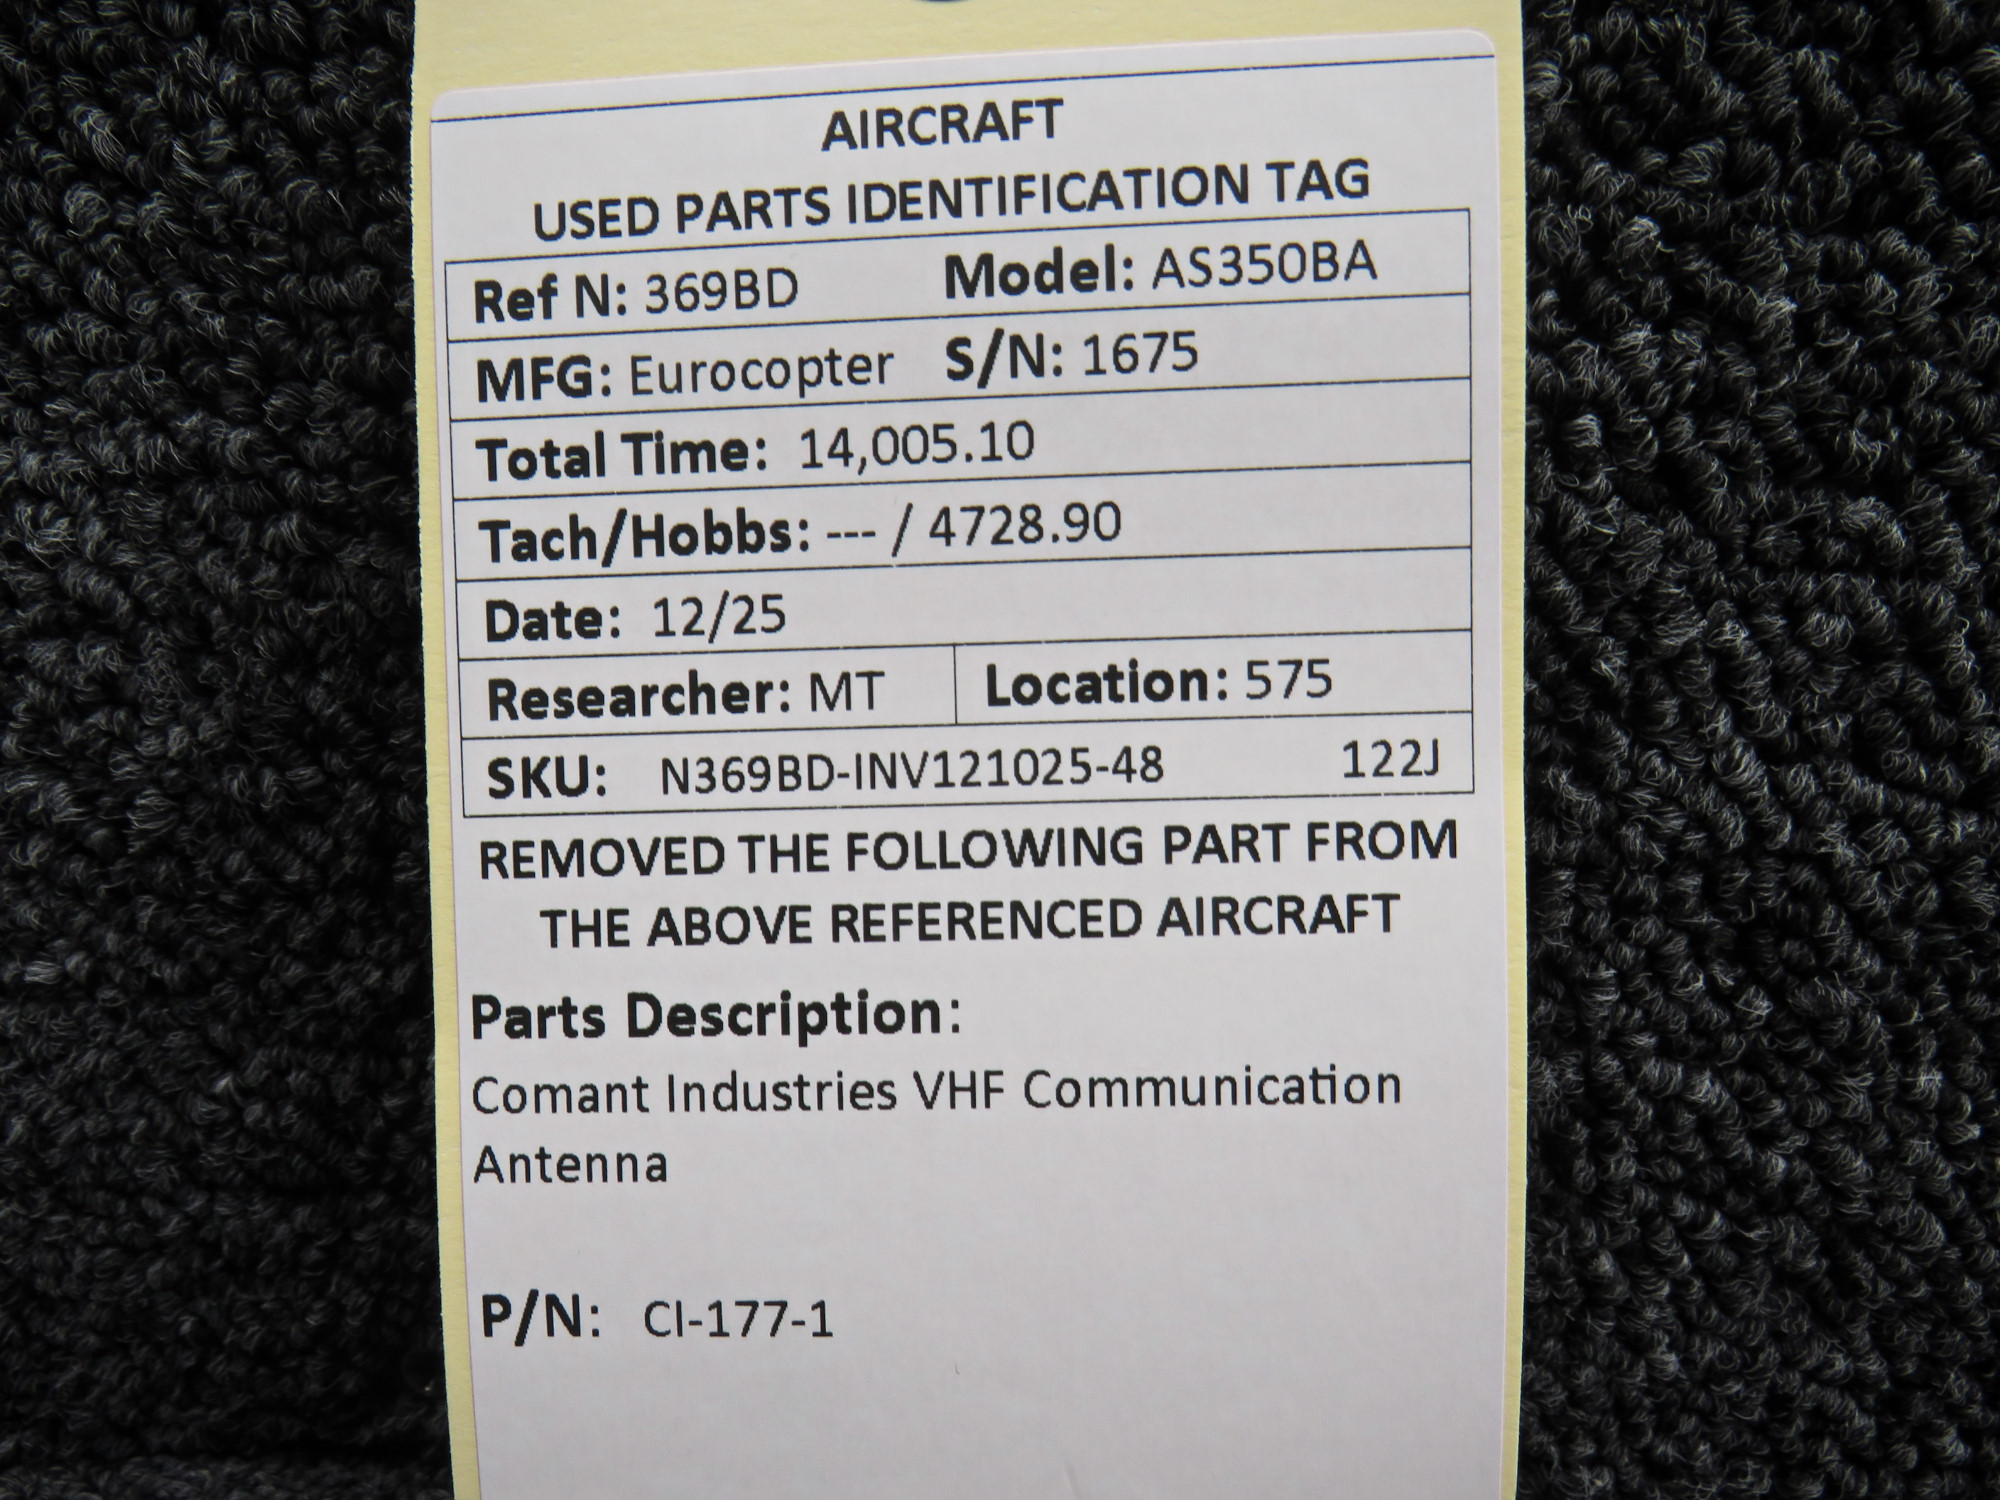 AIRCRAFT
USED PARTS IDENTIFICATION TAG
Ref N: 369BD Model: AS350BA
MFG: Eurocopter S/N: 1675
Total Time: 14,005.10
Tach/Hobbs: --- / 4728.90
Date: 12/25
Researcher: MT Location: 575
SKU: N369BD-INV121025-48 122J
REMOVED THE FOLLOWING PART FROM
THE ABOVE REFERENCED AIRCRAFT
Parts Description:
Comant Industries VHF Communication
Antenna
P/N: CI-177-1